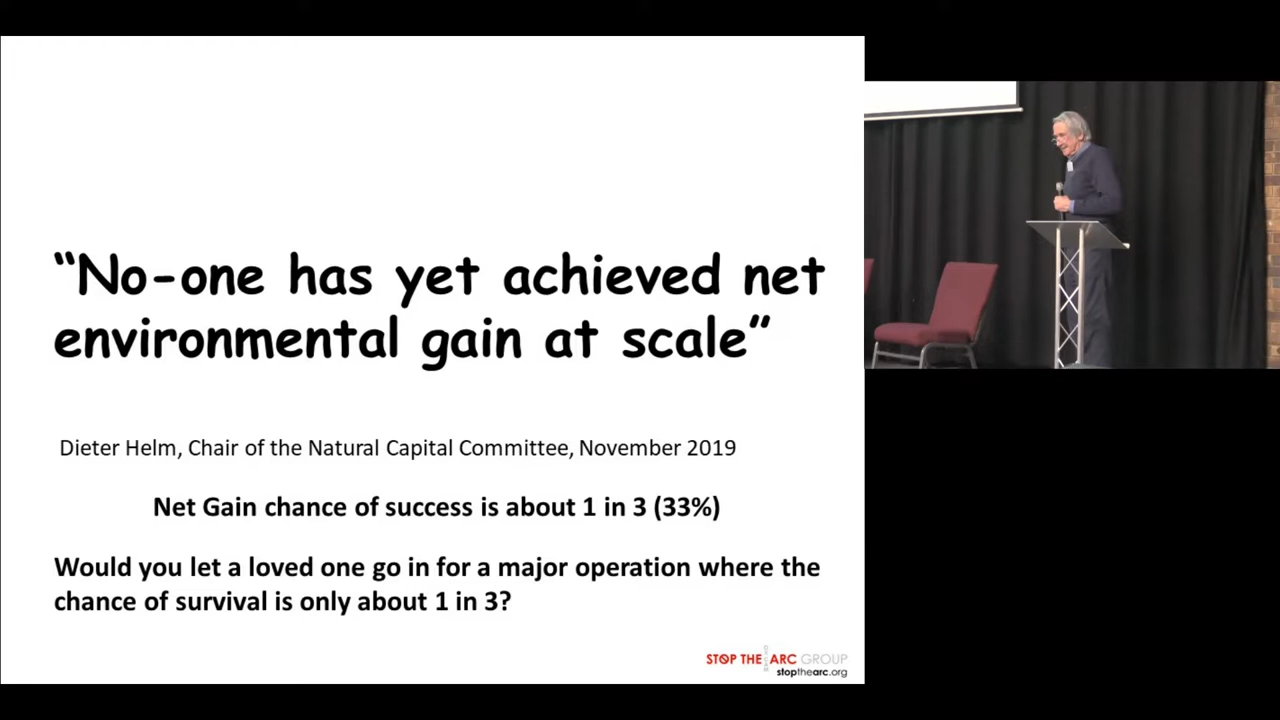 “No-one has yet achieved net
environmental gain at scale”
Dieter Helm, Chair of the Natural Capital Committee, November 2019
Net Gain chance of success is about 1 in 3 (33%)
Would you let a loved one go in for a major operation where the
chance of survival is only about 1 in 3?
STOP THE ARC GROUP
stopthearc.org